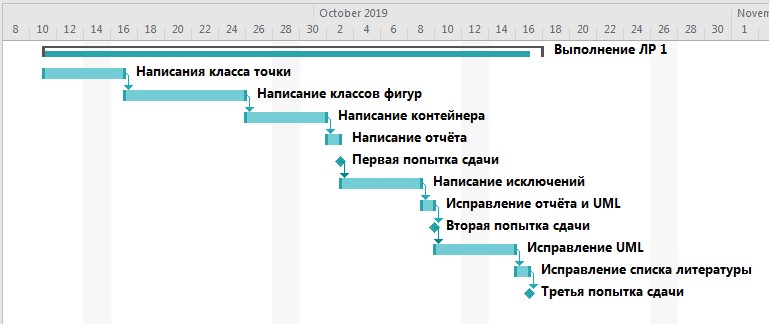 October 2019
Novem
8 10 12 14 16 18 20 22 24 26 28 30 2 4 6 8 10 12 14 16 18 20 22 24 26 28 30 1
Выполнение ЛР 1
Написания класса точки
Написание классов фигур
Написание контейнера
Написание отчёта
Первая попытка сдачи
Написание исключений
Исправление отчёта и UML
Вторая попытка сдачи
Исправление UML
Исправление списка литературы
Третья попытка сдачи